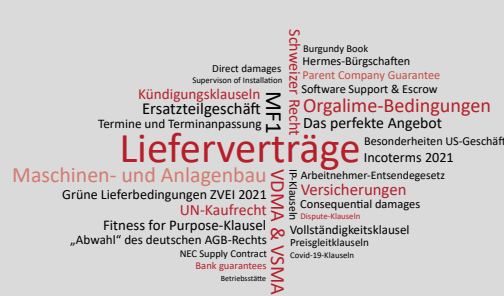 Burgundy Book
Hermes-Bürgschaften
Direct damages
Parent Company Guarantee
Supervison of Installation
Software Support & Escrow
Kündigungsklauseln
Orgalime-Bedingungen
Ersatzteilgeschäft
Das perfekte Angebot
Termine und Terminanpassung
MF1
Schweizer Recht
Besonderheiten US-Geschäft
Lieferverträge
Incoterms 2021
Maschinen- und Anlagenbau
Arbeitnehmer-Entsendegesetz
Grüne Lieferbedingungen ZVEI 2021
Versicherungen
UN-Kaufrecht
Consequential damages
Dispute-Klauseln
Fitness for Purpose-Klausel
Vollständigkeitsklausel
„Abwahl“ des deutschen AGB-Rechts
Preisgleitklauseln
NEC Supply Contract
Covid-19-Klauseln
Bank guarantees
Betriebsstätte
VDMA & VSMA
IP-Klauseln